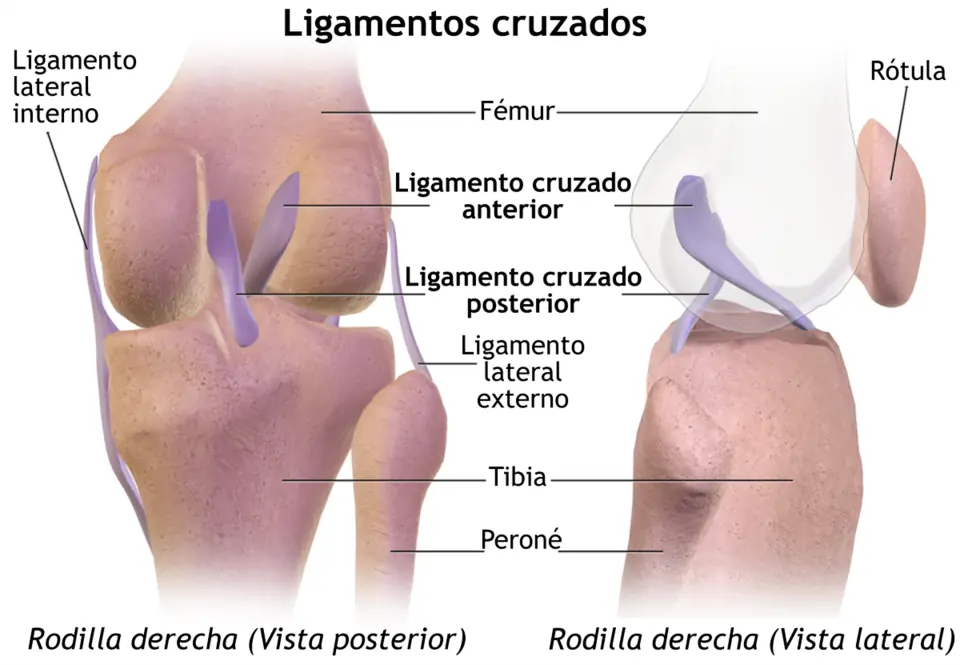 Ligamentos cruzados
Ligamento
lateral
interno
Rótula
Fémur
Ligamento cruzado
anterior
Ligamento cruzado
posterior
Ligamento
lateral
externo
Tibia
Peroné
Rodilla derecha (Vista posterior)
Rodilla derecha (Vista lateral)